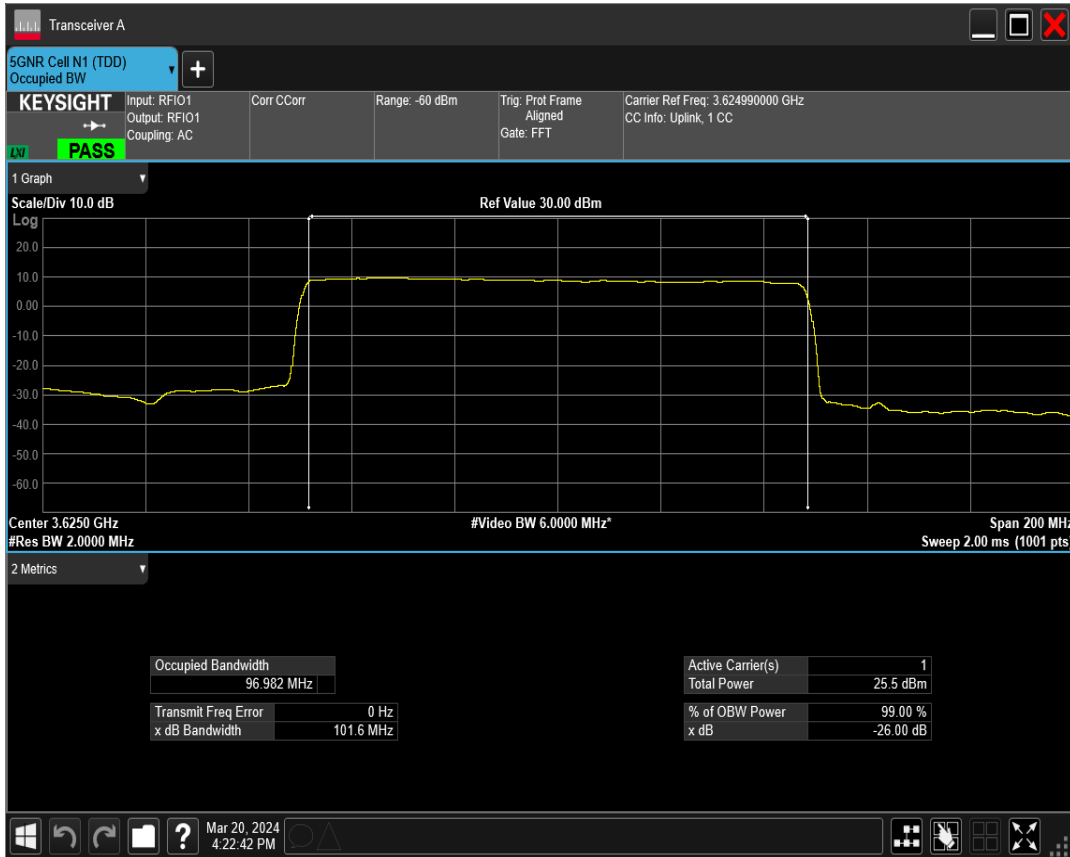 Transceiver A
5GNR Cell N1 (TDD)
Occupied BW
+
KEYSIGHT
LXI
PASS
Input: RFIO1
Output: RFIO1
Coupling: AC
Corr CCorr
Range: -60 dBm
Trig: Prot Frame
Aligned
Gate: FFT
Carrier Ref Freq: 3.624990000 GHz
CC Info: Uplink, 1 CC
1 Graph
Scale/Div 10.0 dB
Ref Value 30.00 dBm
Log
20.0
10.0
0.00
-10.0
-20.0
-30.0
-40.0
-50.0
-60.0
Center 3.6250 GHz
#Video BW 6.0000 MHz*
Span 200 MHz
#Res BW 2.0000 MHz
Sweep 2.00 ms (1001 pts
2 Metrics
Occupied Bandwidth
96.982 MHz
Transmit Freq Error 0 Hz
x dB Bandwidth 101.6 MHz
Active Carrier(s) 1
Total Power 25.5 dBm
% of OBW Power 99.00 %
x dB -26.00 dB
?
Mar 20, 2024
4:22:42 PM